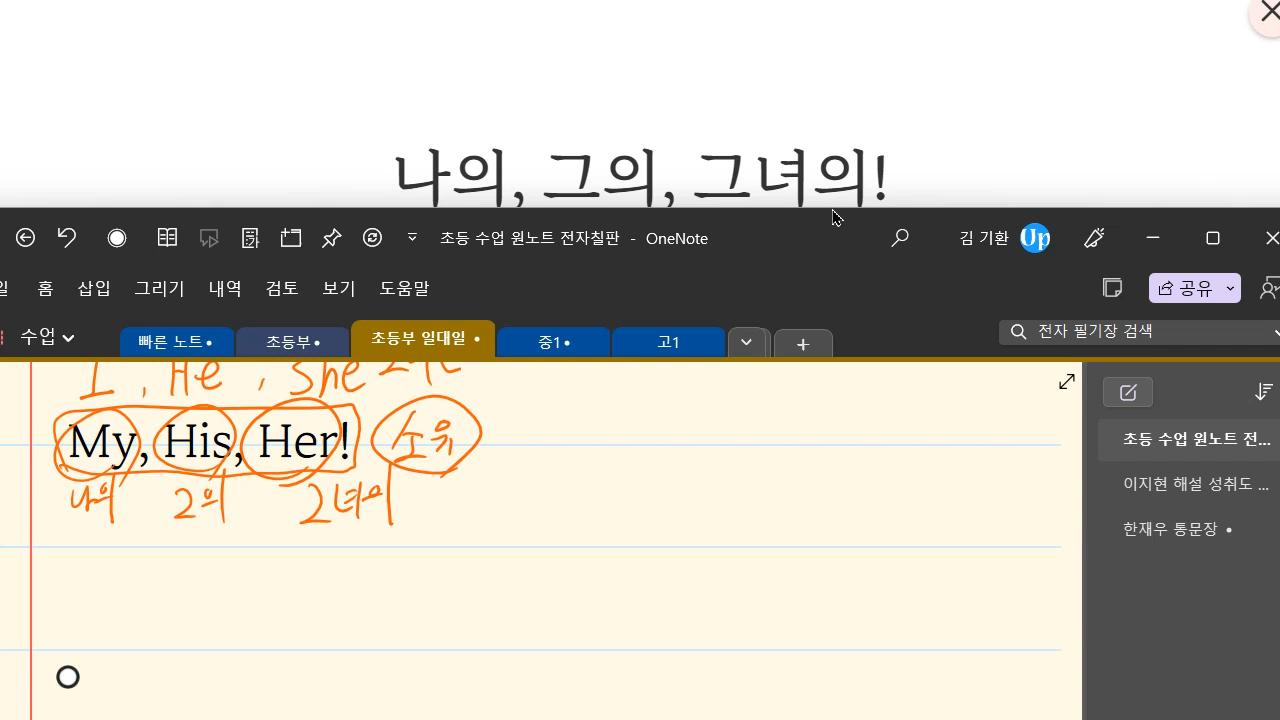 나의, 그의, 그녀의!
초등 수업 원노트 전자칠판 - OneNote
김 기환
Up
홈 삽입 그리기 내역 검토 보기 도움말
공유
수업
빠른 노트 초등부 초등부 일대일 중1 고1
전자 필기장 검색
I, He, She
My, His, Her! 소유
나의 그의 그녀의
초등 수업 원노트 전...
이지현 해설 성취도 ...
한재우 통문장